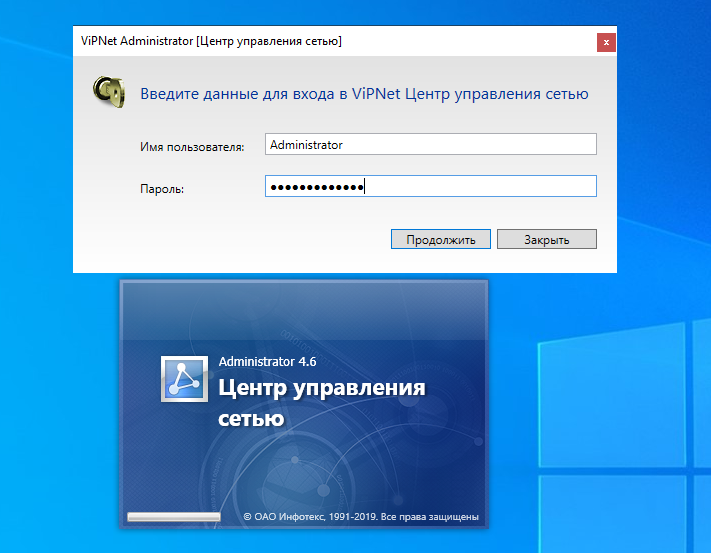 ViPNet Administrator [Центр управления сетью]
x
Введите данные для входа в ViPNet Центр управления сетью
Имя пользователя: Administrator
Пароль: ●●●●●●●●●●●●●
Продолжить Закрыть
Administrator 4.6
Центр управления
сетью
© ОАО Инфотекс, 1991-2019. Все права защищены